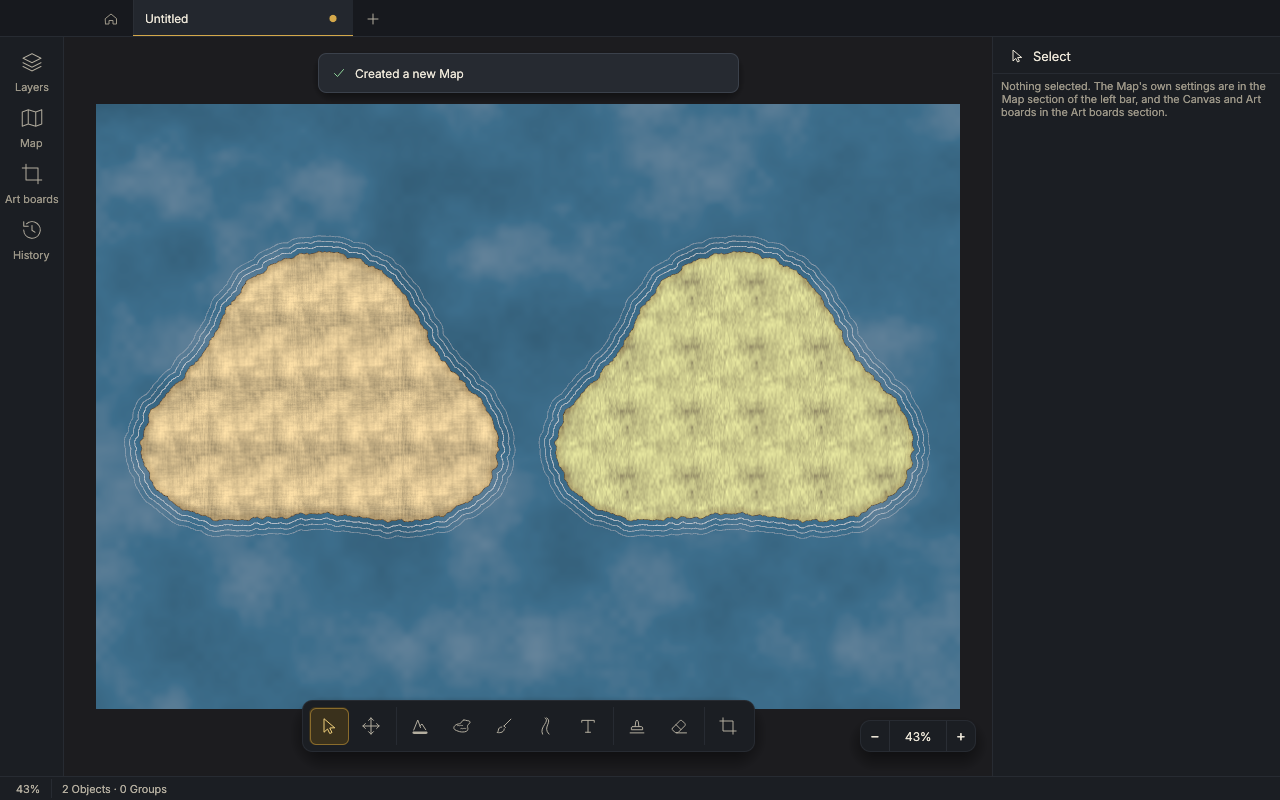 Untitled
Created a new Map
Layers
Map
Art boards
History
Select
Nothing selected. The Map's own settings are in the
Map section of the left bar, and the Canvas and Art
boards in the Art boards section.
43%
43%
2 Objects · 0 Groups